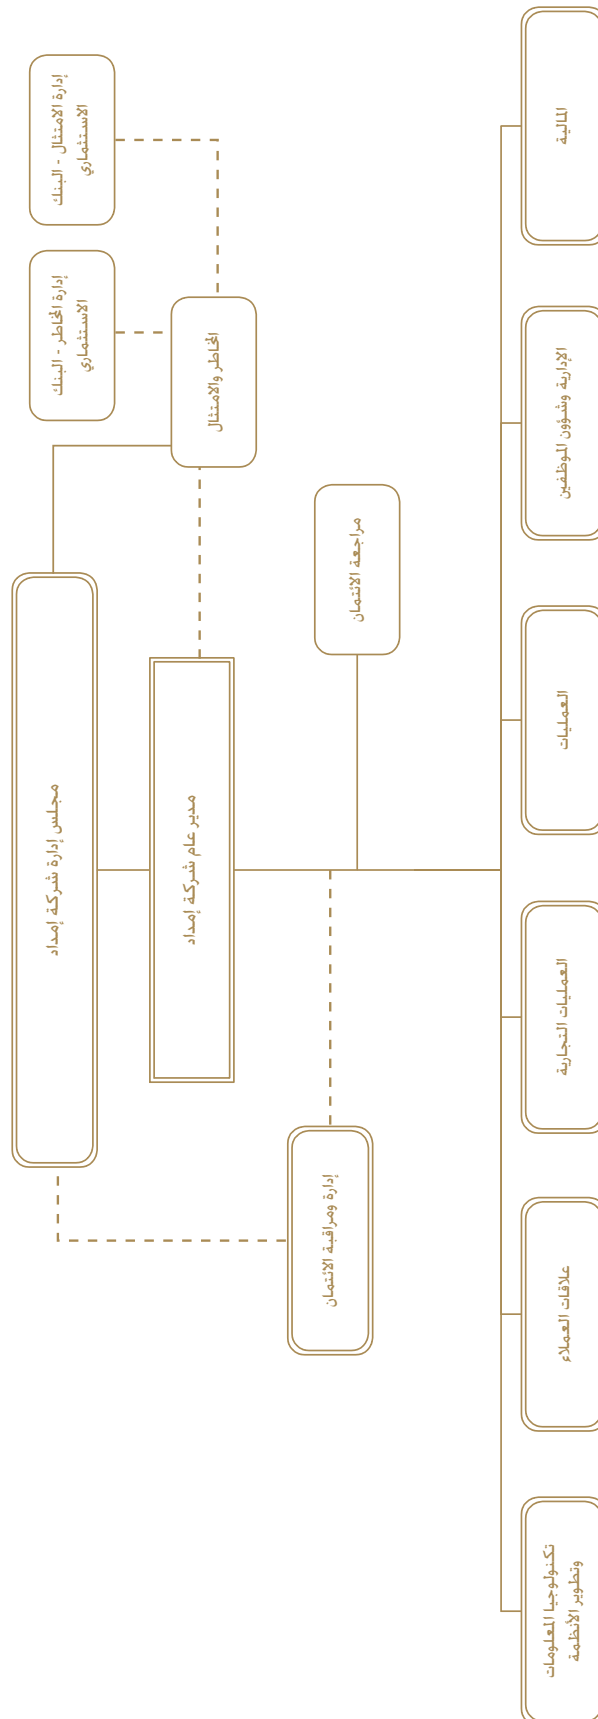 إدارة الامتثال - البنك
الاستثماري
إدارة المخاطر - البنك
الاستثماري
المخاطر والامتثال
مجلس إدارة شركة إمداد
مدير عام شركة إمداد
مراجعة الائتمان
إدارة ومراقبة الائتمان
المالية
الإدارية وشؤون الموظفين
العمليات
العمليات التجارية
علاقات العملاء
تكنولوجيا المعلومات
وتطوير الأنظمة